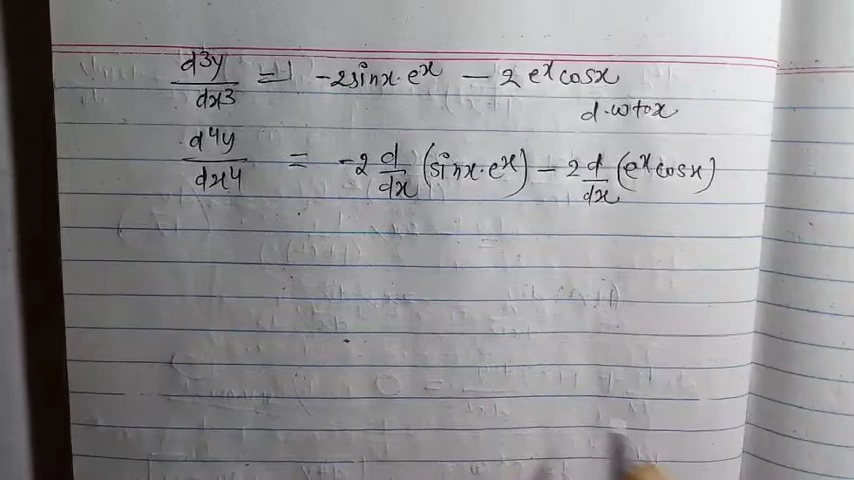 d³y/dx³ = -2sinx·eˣ - 2eˣcosx
d·w·to x
d⁴y/dx⁴ = -2 d/dx (sinx·eˣ) - 2 d/dx (eˣcosx)